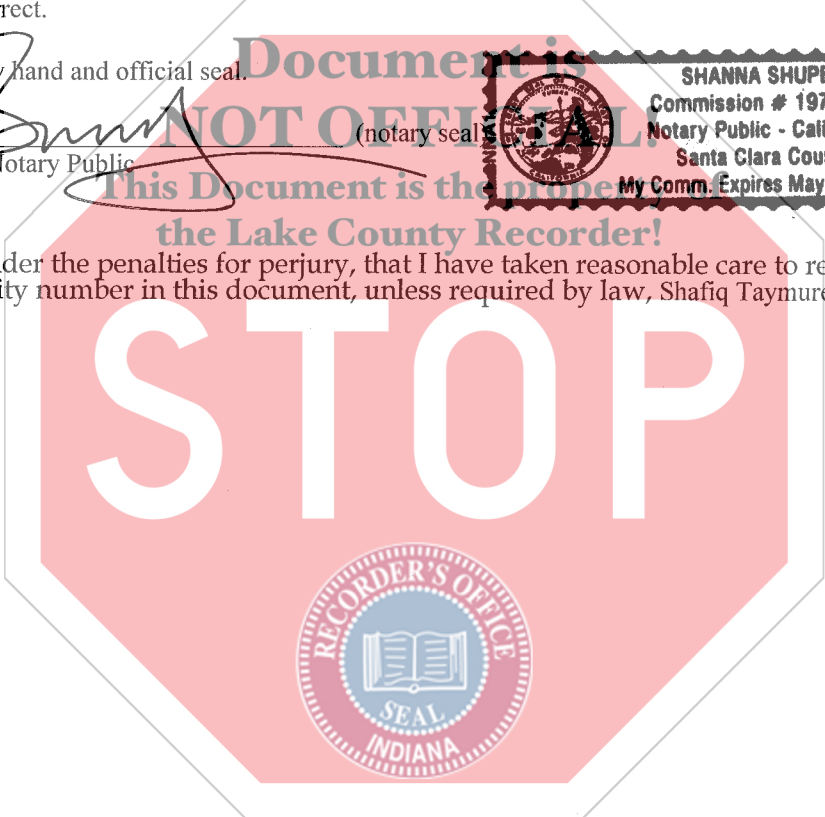 rect.
hand and official seal.
Document is
NOT OFFICIAL!
(notary seal)
Notary Public
This Document is the property of
the Lake County Recorder!
SHANNA SHUPE
Commission # 197
Notary Public - Cali
Santa Clara Cou
My Comm. Expires May
der the penalties for perjury, that I have taken reasonable care to re
ity number in this document, unless required by law, Shafiq Taymure
STOP
RECORDER'S OFFICE
SEAL
INDIANA